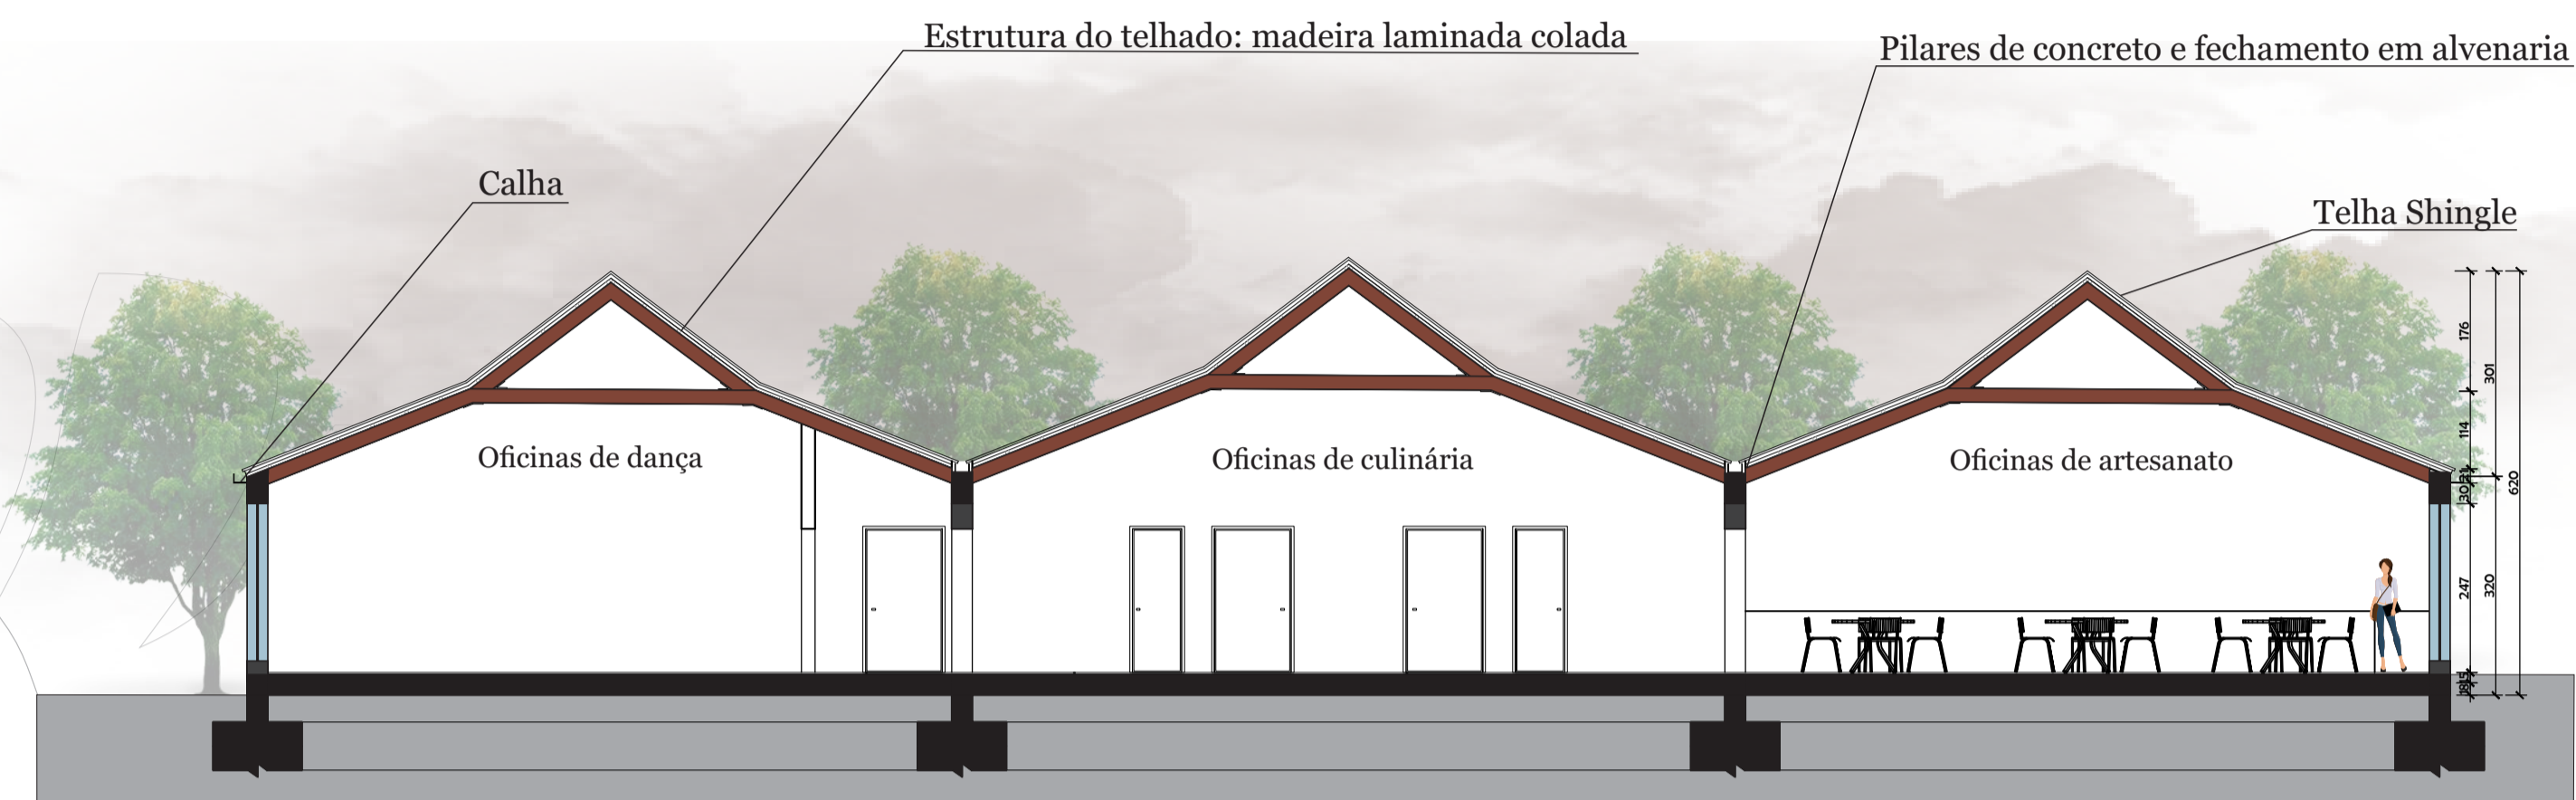 Estrutura do telhado: madeira laminada colada
Pilares de concreto e fechamento em alvenaria
Calha
Telha Shingle
176
301
114
Oficinas de dança
Oficinas de culinária
Oficinas de artesanato
620
30
247
320